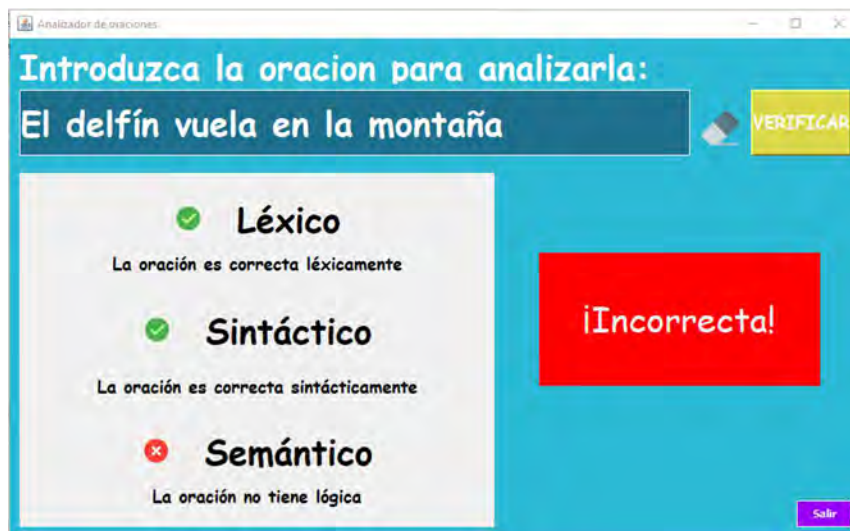 Analizador de oraciones
Introduzca la oracion para analizarla:
El delfín vuela en la montaña
VERIFICAR
Léxico
La oración es correcta léxicamente
Sintáctico
La oración es correcta sintácticamente
Semántico
La oración no tiene lógica
¡Incorrecta!
Salir